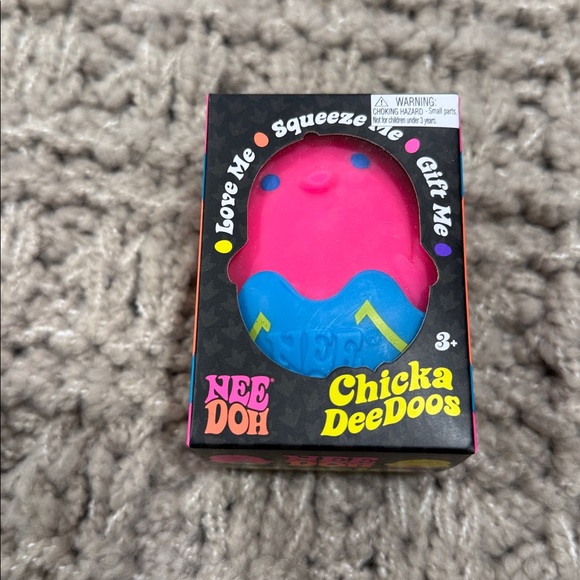 WARNING:
CHOKING HAZARD - Small parts.
Not for children under 3 years.
Love Me Squeeze Me Gift Me
NEE
3+
NEE
DOH
Chicka
DeeDoos
NEE
DOH